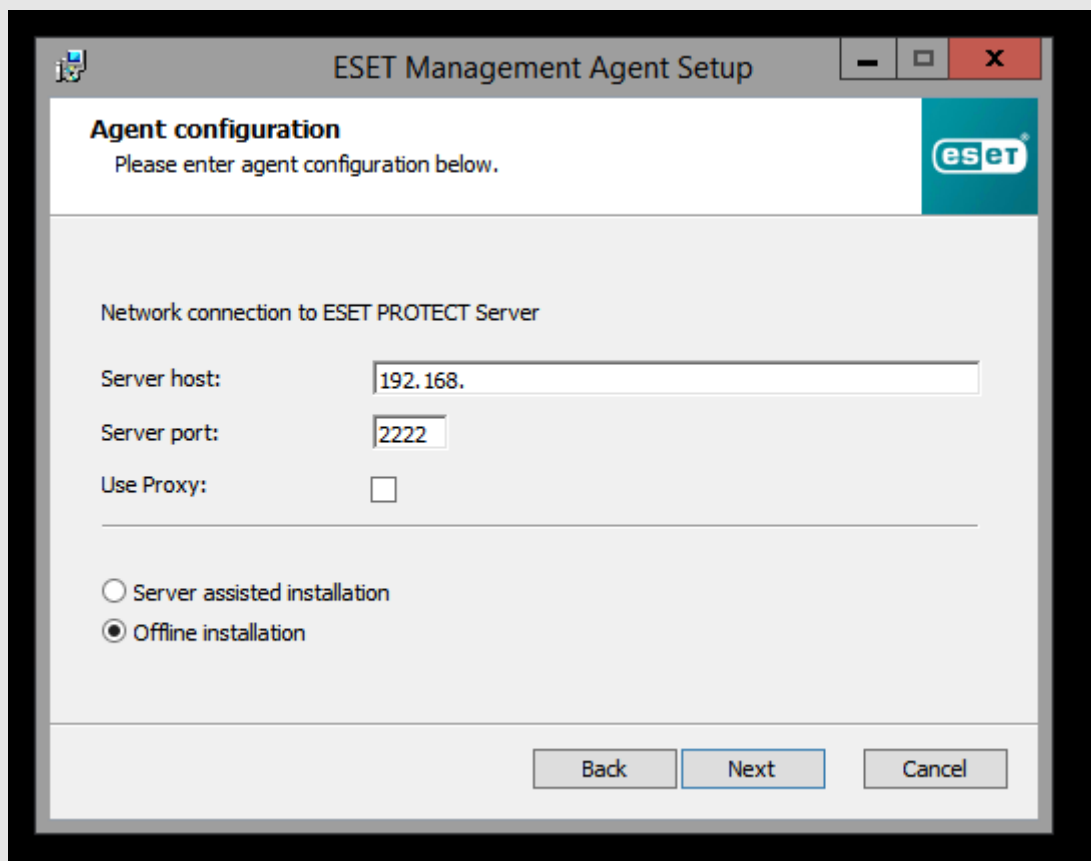 ESET Management Agent Setup
Agent configuration
Please enter agent configuration below.
eseT
Network connection to ESET PROTECT Server
Server host: 192.168.
Server port: 2222
Use Proxy:
Server assisted installation
Offline installation
Back Next Cancel